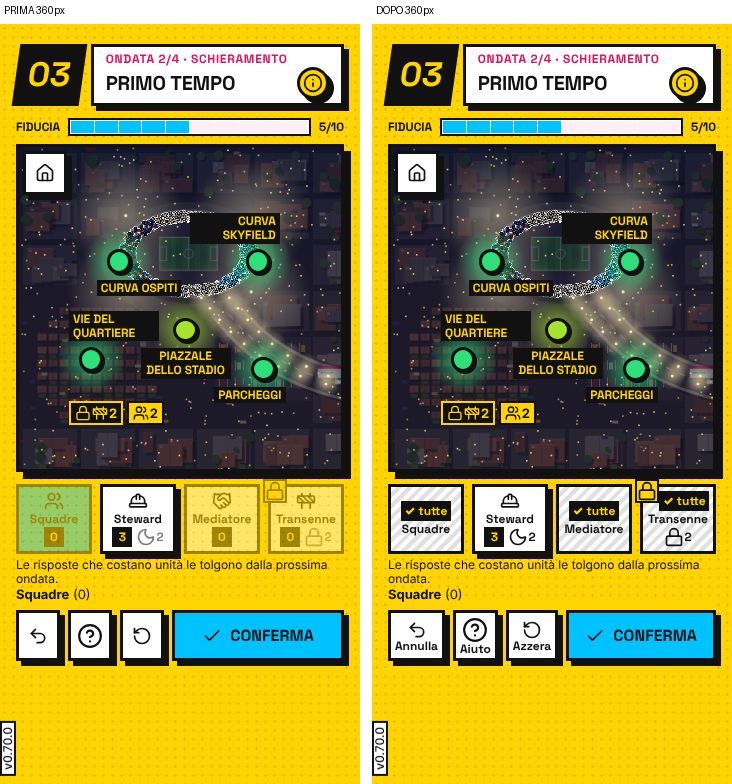 PRIMA 360px
03
ONDATA 2/4 · SCHIERAMENTO
PRIMO TEMPO
FIDUCIA
5/10
CURVA
SKYFIELD
CURVA OSPITI
VIE DEL
QUARTIERE
PIAZZALE
DELLO STADIO
PARCHEGGI
2
2
Squadre
0
Steward
3
2
Mediatore
0
Transenne
0
2
Le risposte che costano unità le tolgono dalla prossima
ondata.
Squadre (0)
CONFERMA
v0.70.0
DOPO 360px
03
ONDATA 2/4 · SCHIERAMENTO
PRIMO TEMPO
FIDUCIA
5/10
CURVA
SKYFIELD
CURVA OSPITI
VIE DEL
QUARTIERE
PIAZZALE
DELLO STADIO
PARCHEGGI
2
2
tutte
Squadre
Steward
3
2
tutte
Mediatore
tutte
Transenne
2
Le risposte che costano unità le tolgono dalla prossima
ondata.
Squadre (0)
Annulla
Aiuto
Azzera
CONFERMA
v0.70.0